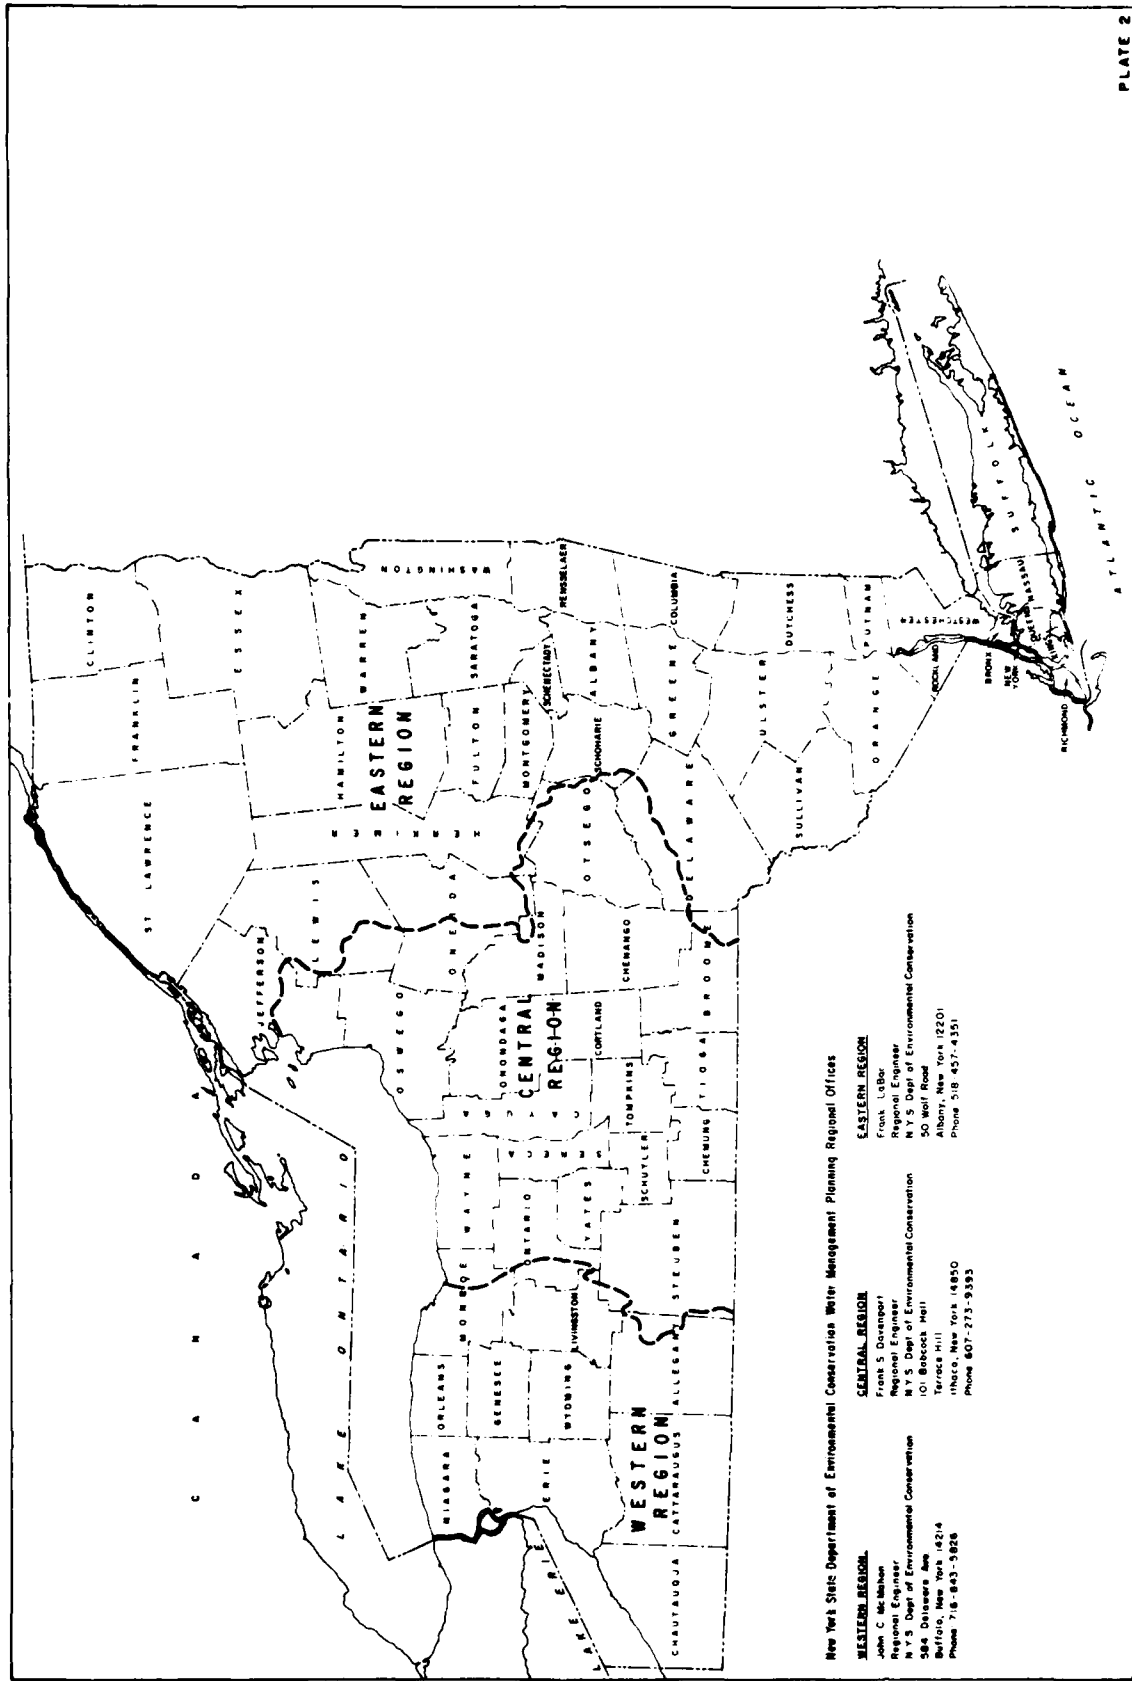 CANADA
LAKE ONTARIO
LAKE ERIE
ATLANTIC OCEAN
CLINTON
FRANKLIN
ST LAWRENCE
ESSEX
JEFFERSON
LEWIS
HAMILTON
HERKIMER
WARREN
WASHINGTON
EASTERN
REGION
OSWEGO
ONEIDA
FULTON
SARATOGA
MONTGOMERY
SCHENECTADY
RENSSELAER
ALBANY
SCHOHARIE
OTSEGO
MADISON
ONONDAGA
CENTRAL
REGION
CAYUGA
SENECA
WAYNE
MONROE
ORLEANS
NIAGARA
GENESEE
ONTARIO
YATES
LIVINGSTON
WYOMING
ERIE
WESTERN
REGION
CHAUTAUQUA
CATTARAUGUS
ALLEGANY
STEUBEN
SCHUYLER
CHEMUNG
TOMPKINS
TIOGA
CORTLAND
CHENANGO
BROOME
DELAWARE
GREENE
COLUMBIA
ULSTER
DUTCHESS
SULLIVAN
ORANGE
PUTNAM
ROCKLAND
WESTCHESTER
BRONX
NEW
YORK
QUEENS
KINGS
RICHMOND
NASSAU
SUFFOLK
New York State Department of Environmental Conservation Water Management Planning Regional Offices
WESTERN REGION
John C McMahon
Regional Engineer
N Y S Dept of Environmental Conservation
584 Delaware Ave
Buffalo, New York 14214
Phone 716-843-5826
CENTRAL REGION
Frank S Davenport
Regional Engineer
N Y S Dept of Environmental Conservation
101 Babcock Hall
Terrace Hill
Ithaca, New York 14850
Phone 607-273-9393
EASTERN REGION
Frank LaBar
Regional Engineer
N Y S Dept of Environmental Conservation
50 Wolf Road
Albany, New York 12201
Phone 518 457-4351
PLATE 2